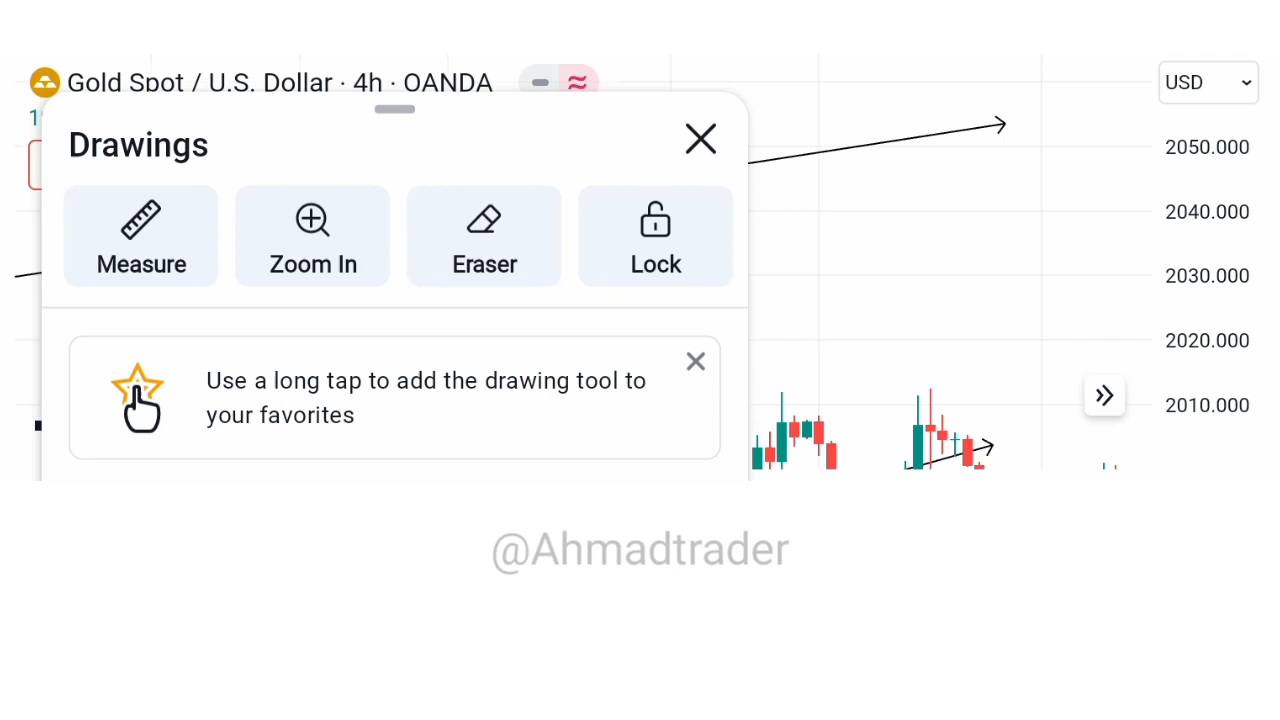 Gold Spot / U.S. Dollar · 4h · OANDA
USD
Drawings
Measure
Zoom In
Eraser
Lock
Use a long tap to add the drawing tool to
your favorites
2050.000
2040.000
2030.000
2020.000
2010.000
@Ahmadtrader